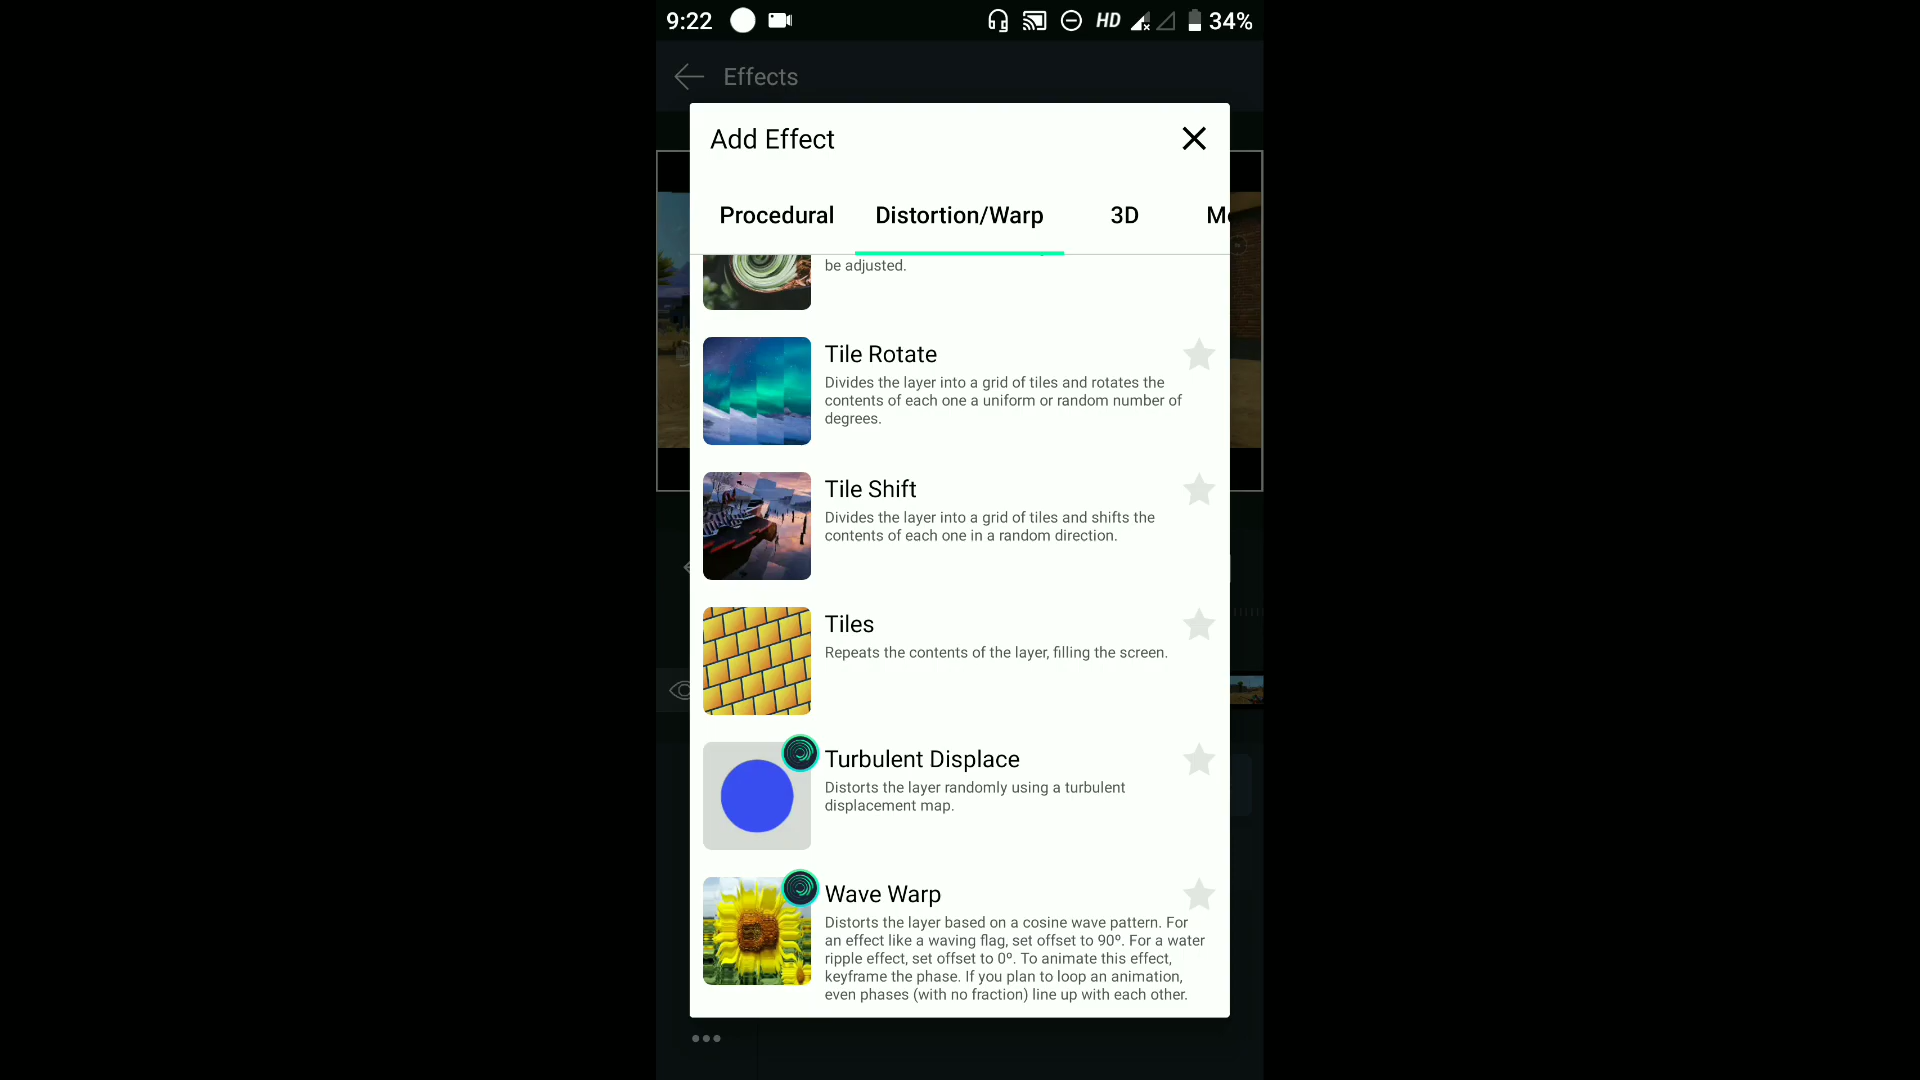 9:22
HD
34%
Effects
Add Effect
Procedural
Distortion/Warp
3D
be adjusted.
Tile Rotate
Divides the layer into a grid of tiles and rotates the
contents of each one a uniform or random number of
degrees.
Tile Shift
Divides the layer into a grid of tiles and shifts the
contents of each one in a random direction.
Tiles
Repeats the contents of the layer, filling the screen.
Turbulent Displace
Distorts the layer randomly using a turbulent
displacement map.
Wave Warp
Distorts the layer based on a cosine wave pattern. For
an effect like a waving flag, set offset to 90º. For a water
ripple effect, set offset to 0º. To animate this effect,
keyframe the phase. If you plan to loop an animation,
even phases (with no fraction) line up with each other.